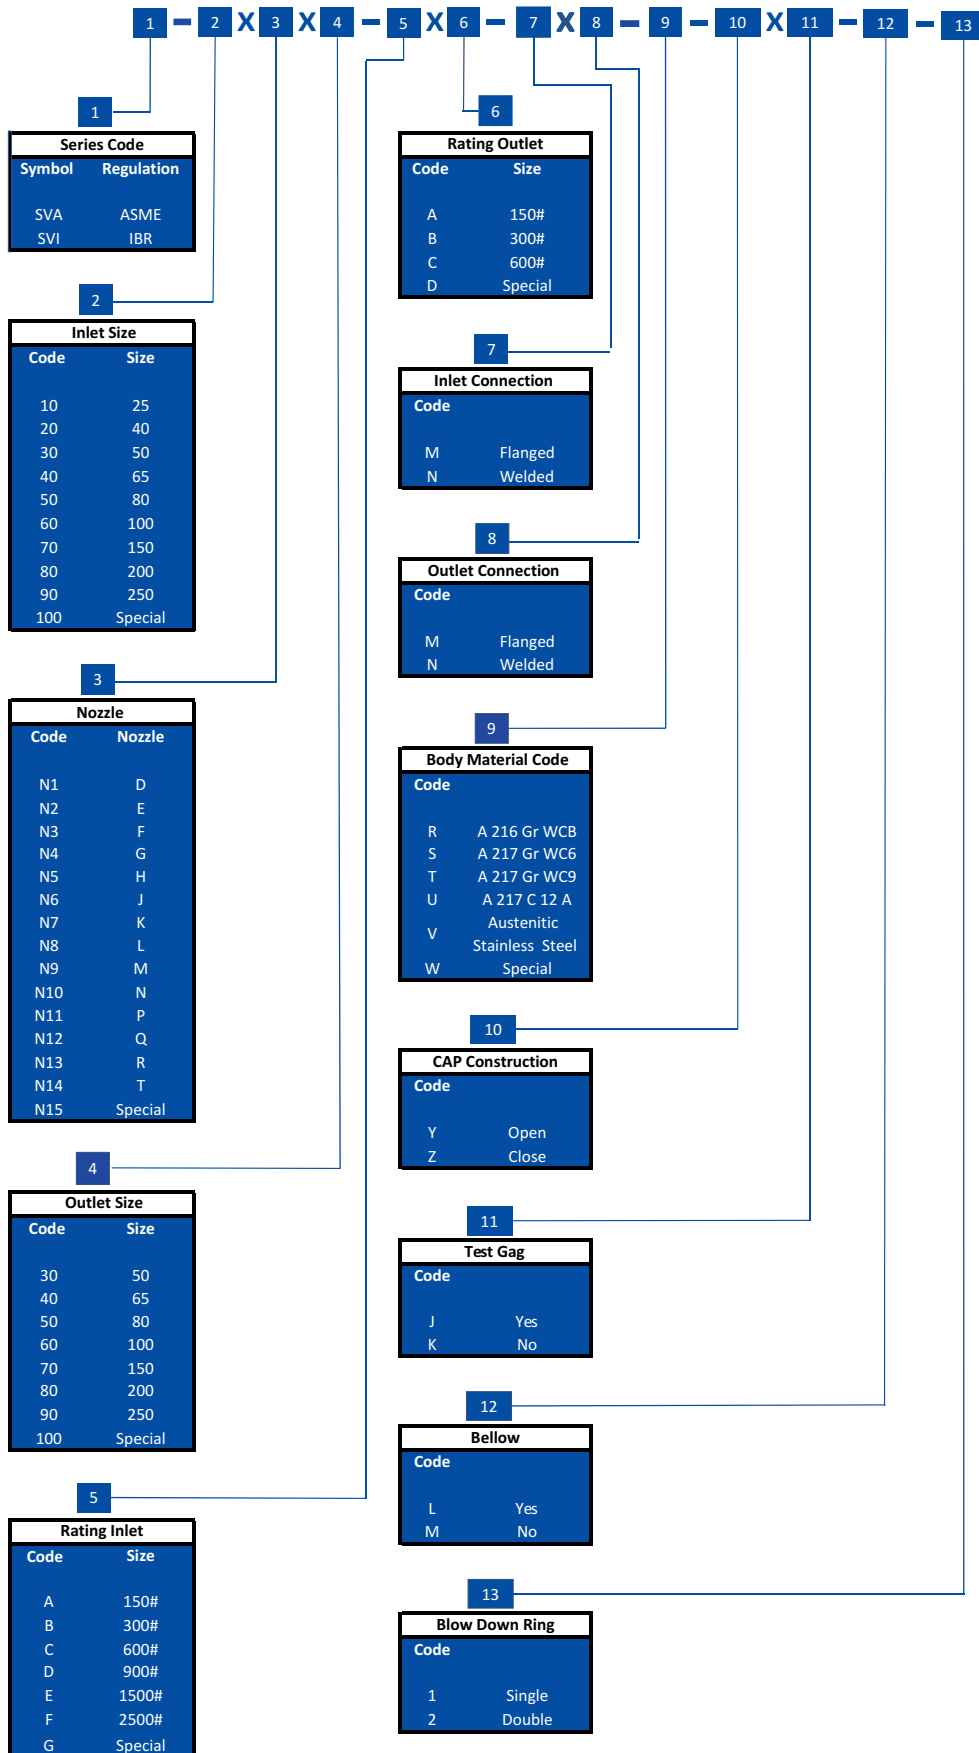 1 – 2 X 3 X 4 – 5 X 6 – 7 X 8 – 9 – 10 X 11 – 12 – 13
1
Series Code
Symbol Regulation
SVA ASME
SVI IBR
2
Inlet Size
Code Size
10 25
20 40
30 50
40 65
50 80
60 100
70 150
80 200
90 250
100 Special
3
Nozzle
Code Nozzle
N1 D
N2 E
N3 F
N4 G
N5 H
N6 J
N7 K
N8 L
N9 M
N10 N
N11 P
N12 Q
N13 R
N14 T
N15 Special
4
Outlet Size
Code Size
30 50
40 65
50 80
60 100
70 150
80 200
90 250
100 Special
5
Rating Inlet
Code Size
A 150#
B 300#
C 600#
D 900#
E 1500#
F 2500#
G Special
6
Rating Outlet
Code Size
A 150#
B 300#
C 600#
D Special
7
Inlet Connection
Code
M Flanged
N Welded
8
Outlet Connection
Code
M Flanged
N Welded
9
Body Material Code
Code
R A 216 Gr WCB
S A 217 Gr WC6
T A 217 Gr WC9
U A 217 C 12 A
V Austenitic
Stainless Steel
W Special
10
CAP Construction
Code
Y Open
Z Close
11
Test Gag
Code
J Yes
K No
12
Bellow
Code
L Yes
M No
13
Blow Down Ring
Code
1 Single
2 Double